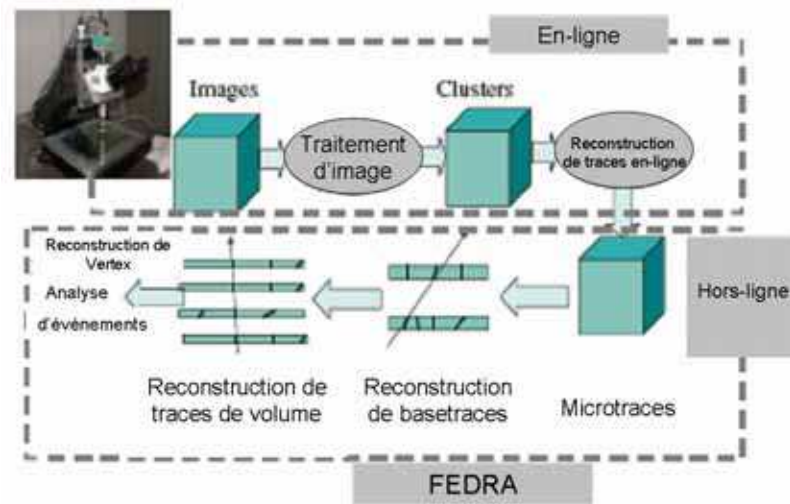 En-ligne
Images
Clusters
Traitement
d'image
Reconstruction
de traces en-ligne
Reconstruction de
Vertex
Analyse
d'événements
Hors-ligne
Reconstruction de
traces de volume
Reconstruction
de basetraces
Microtraces
FEDRA